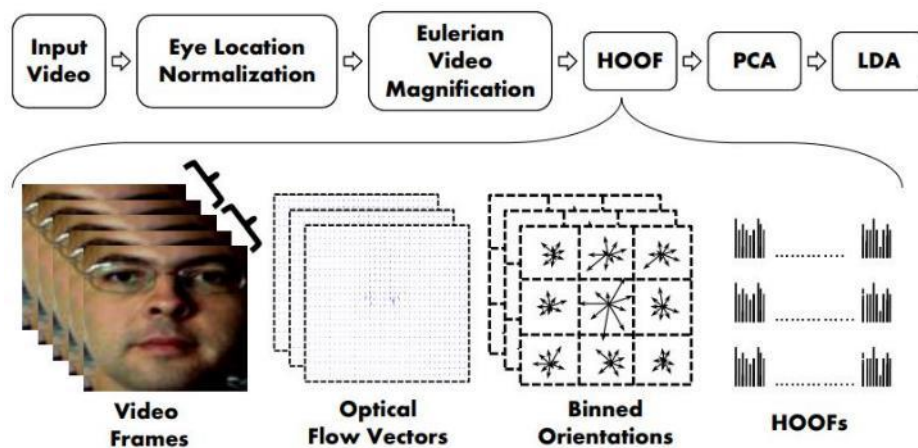 Input
Video
Eye Location
Normalization
Eulerian
Video
Magnification
HOOF
PCA
LDA
Video
Frames
Optical
Flow Vectors
Binned
Orientations
HOOFs